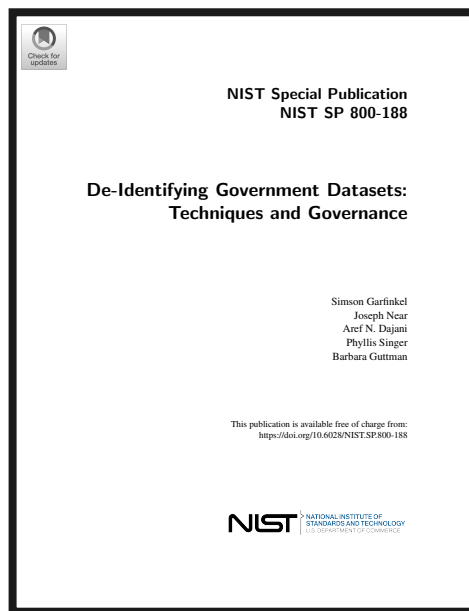 Check for
updates
NIST Special Publication
NIST SP 800-188
De-Identifying Government Datasets:
Techniques and Governance
Simson Garfinkel
Joseph Near
Aref N. Dajani
Phyllis Singer
Barbara Guttman
This publication is available free of charge from:
https://doi.org/10.6028/NIST.SP.800-188
NIST
NATIONAL INSTITUTE OF
STANDARDS AND TECHNOLOGY
U.S. DEPARTMENT OF COMMERCE